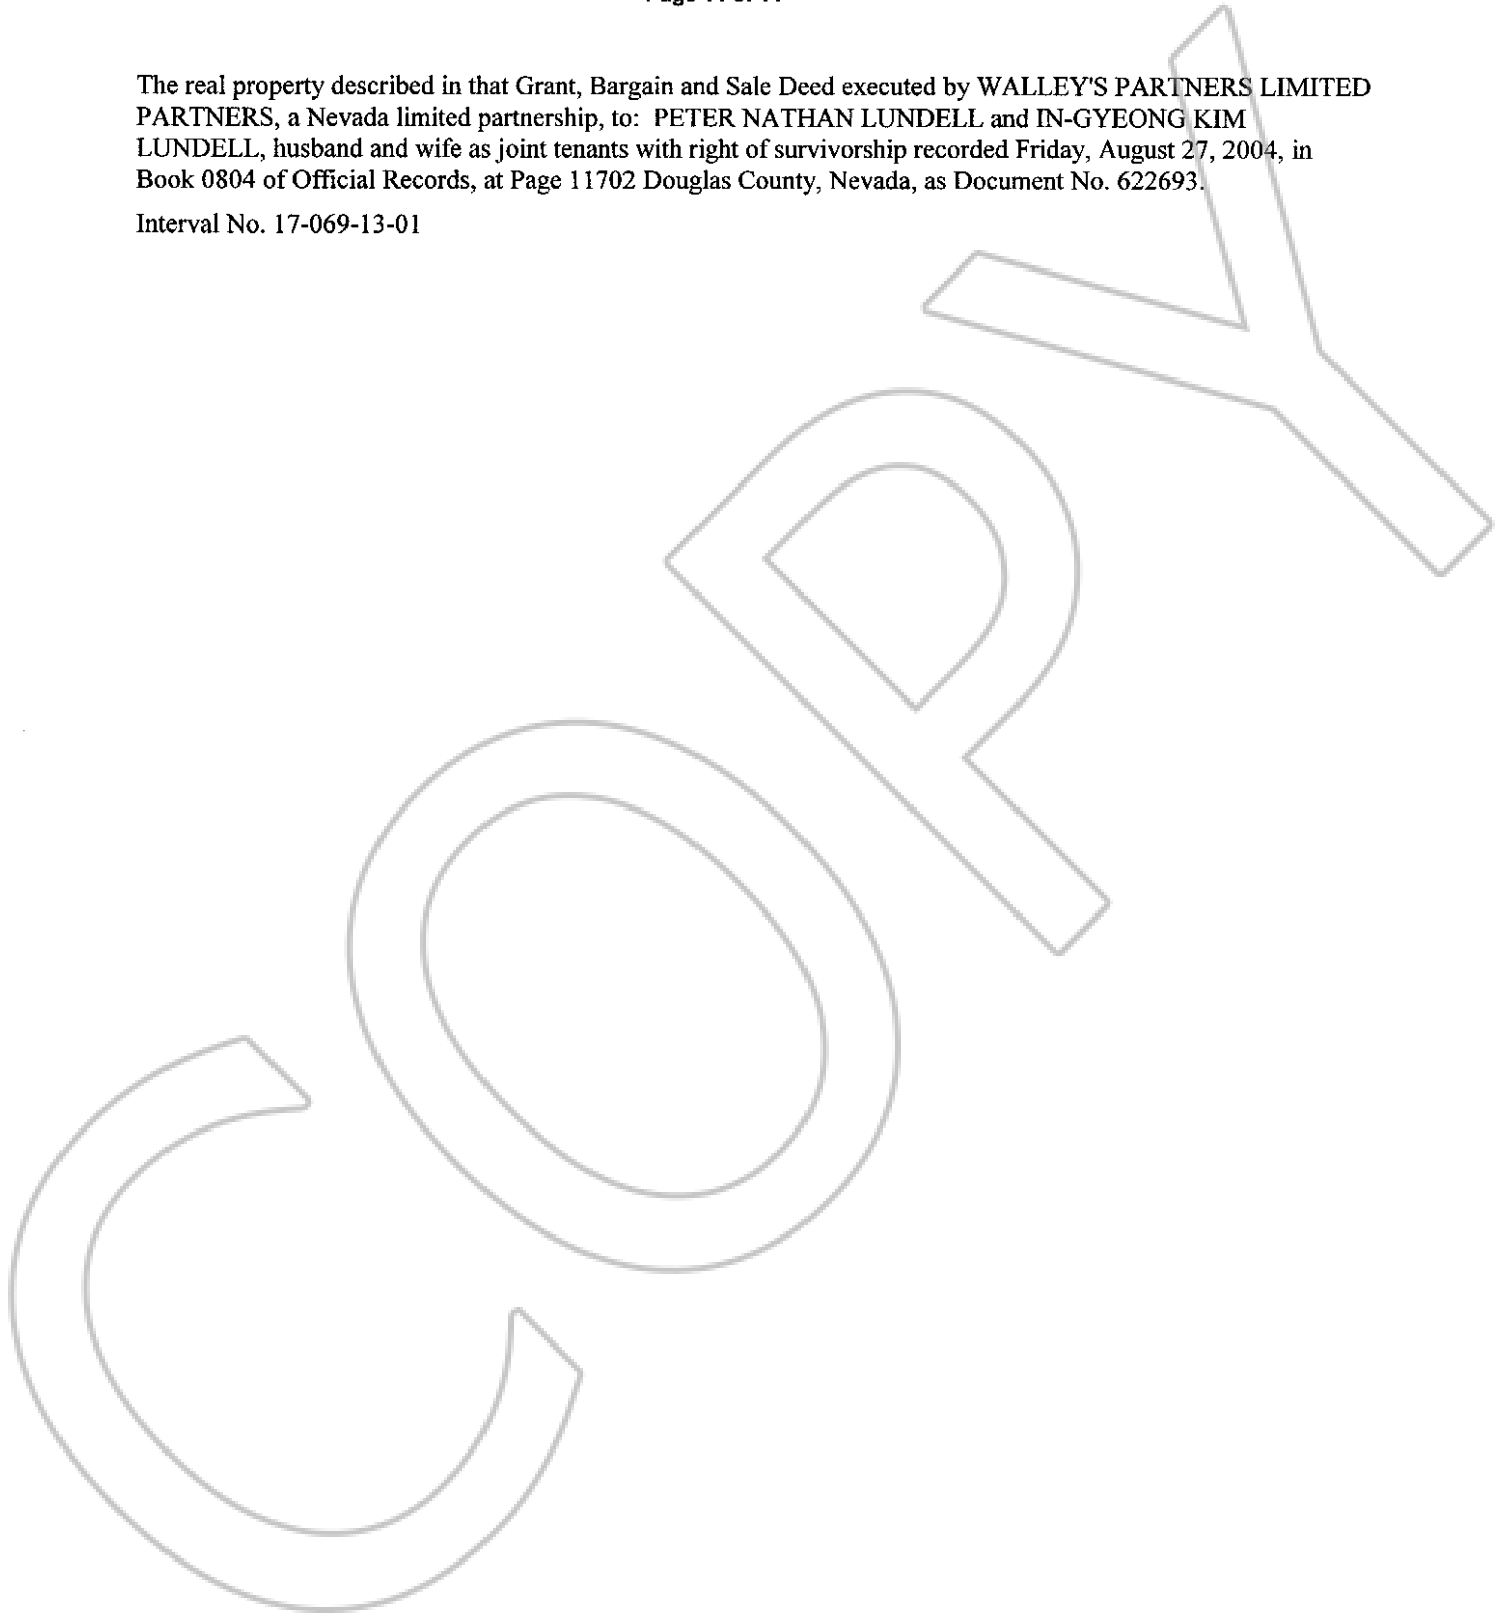 The real property described in that Grant, Bargain and Sale Deed executed by WALLEY'S PARTNERS LIMITED
PARTNERS, a Nevada limited partnership, to:  PETER NATHAN LUNDELL and IN-GYEONG KIM
LUNDELL, husband and wife as joint tenants with right of survivorship recorded Friday, August 27, 2004, in
Book 0804 of Official Records, at Page 11702 Douglas County, Nevada, as Document No. 622693.
Interval No. 17-069-13-01
COPY